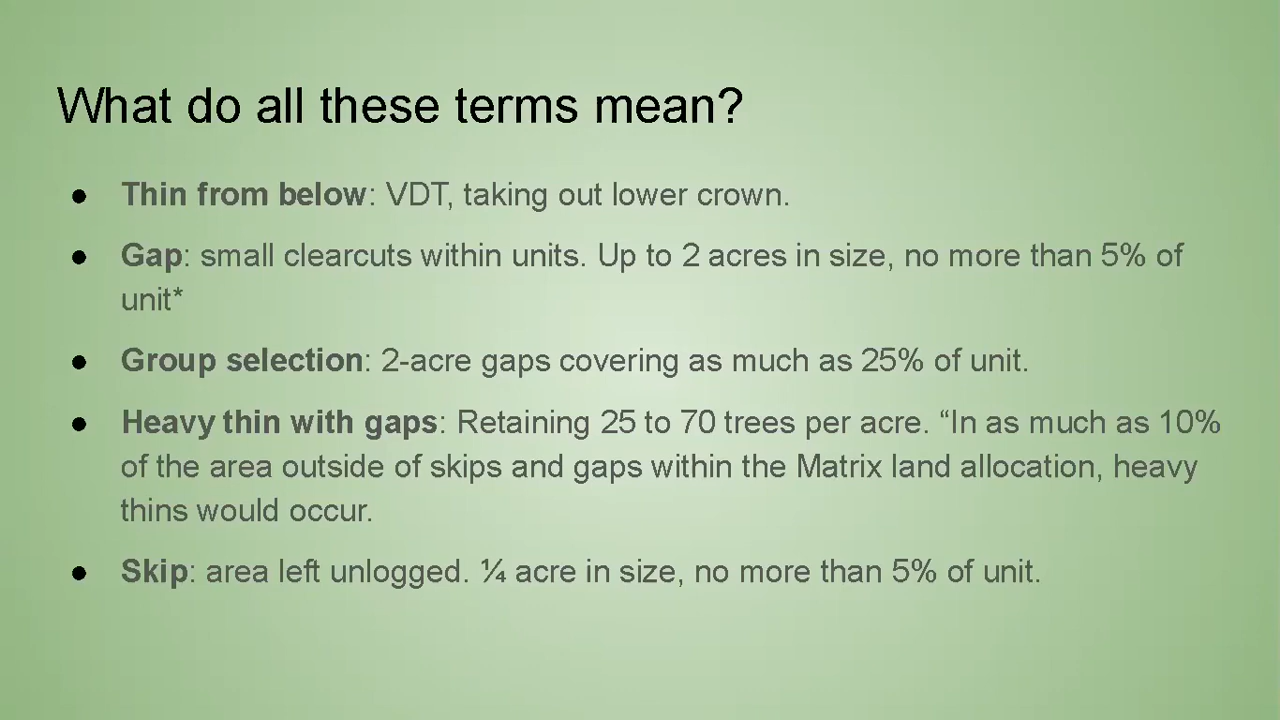 What do all these terms mean?
● Thin from below: VDT, taking out lower crown.
● Gap: small clearcuts within units. Up to 2 acres in size, no more than 5% of
unit*
● Group selection: 2-acre gaps covering as much as 25% of unit.
● Heavy thin with gaps: Retaining 25 to 70 trees per acre. “In as much as 10%
of the area outside of skips and gaps within the Matrix land allocation, heavy
thins would occur.
● Skip: area left unlogged. ¼ acre in size, no more than 5% of unit.